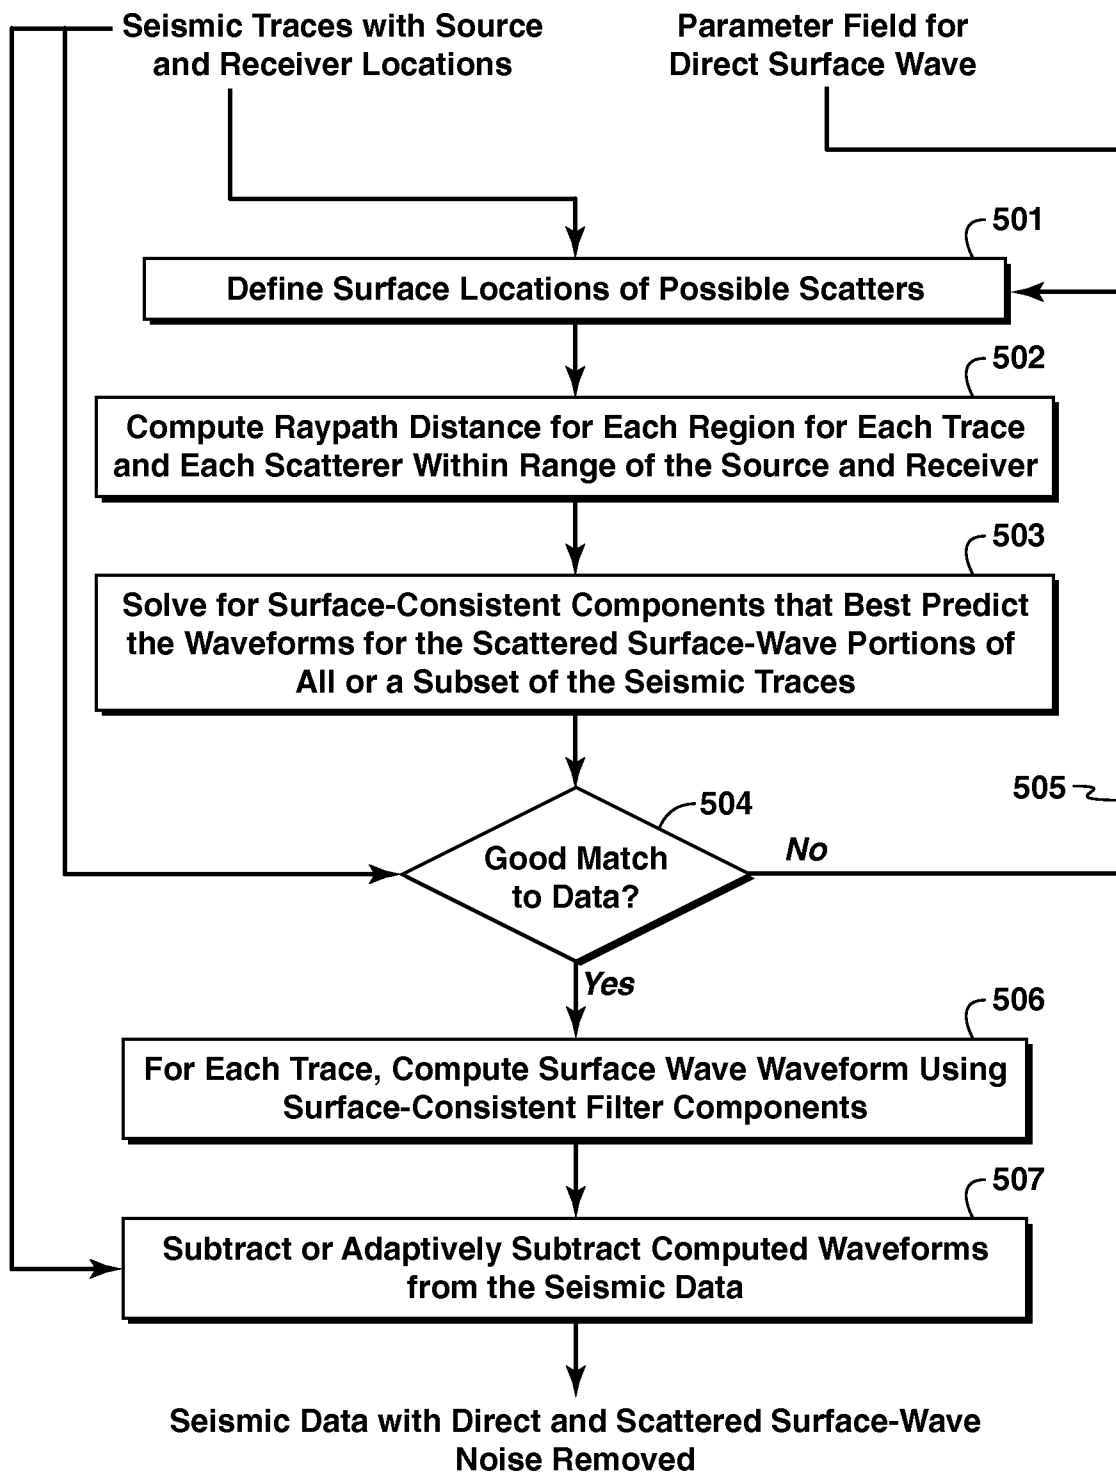 Seismic Traces with Source
and Receiver Locations
Parameter Field for
Direct Surface Wave
501
Define Surface Locations of Possible Scatters
502
Compute Raypath Distance for Each Region for Each Trace
and Each Scatterer Within Range of the Source and Receiver
503
Solve for Surface-Consistent Components that Best Predict
the Waveforms for the Scattered Surface-Wave Portions of
All or a Subset of the Seismic Traces
505
504
Good Match
to Data?
No
Yes
506
For Each Trace, Compute Surface Wave Waveform Using
Surface-Consistent Filter Components
507
Subtract or Adaptively Subtract Computed Waveforms
from the Seismic Data
Seismic Data with Direct and Scattered Surface-Wave
Noise Removed